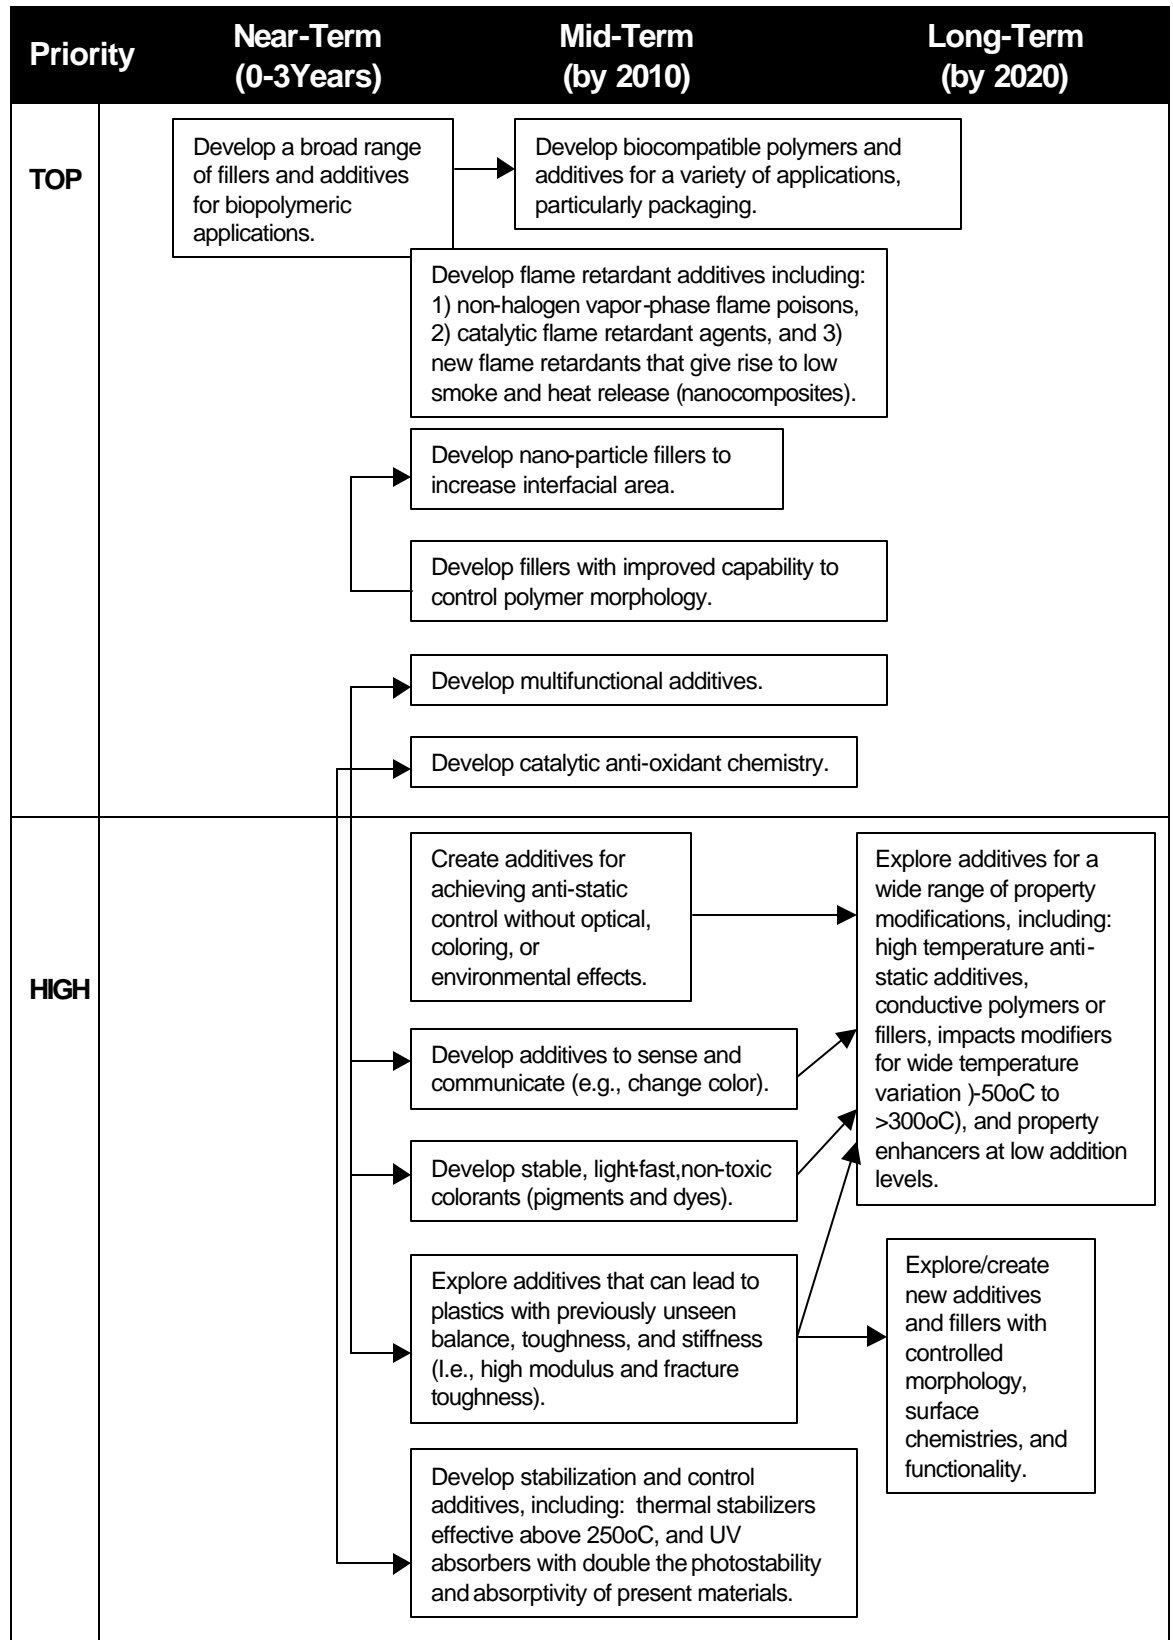 Priority
Near-Term
(0-3Years)
Mid-Term
(by 2010)
Long-Term
(by 2020)
TOP
Develop a broad range
of fillers and additives
for biopolymeric
applications.
Develop biocompatible polymers and
additives for a variety of applications,
particularly packaging.
Develop flame retardant additives including:
1) non-halogen vapor-phase flame poisons,
2) catalytic flame retardant agents, and 3)
new flame retardants that give rise to low
smoke and heat release (nanocomposites).
Develop nano-particle fillers to
increase interfacial area.
Develop fillers with improved capability to
control polymer morphology.
Develop multifunctional additives.
Develop catalytic anti-oxidant chemistry.
HIGH
Create additives for
achieving anti-static
control without optical,
coloring, or
environmental effects.
Explore additives for a
wide range of property
modifications, including:
high temperature anti-
static additives,
conductive polymers or
fillers, impacts modifiers
for wide temperature
variation )-50oC to
>300oC), and property
enhancers at low addition
levels.
Develop additives to sense and
communicate (e.g., change color).
Develop stable, light-fast,non-toxic
colorants (pigments and dyes).
Explore additives that can lead to
plastics with previously unseen
balance, toughness, and stiffness
(I.e., high modulus and fracture
toughness).
Explore/create
new additives
and fillers with
controlled
morphology,
surface
chemistries, and
functionality.
Develop stabilization and control
additives, including:  thermal stabilizers
effective above 250oC, and UV
absorbers with double the photostability
and absorptivity of present materials.